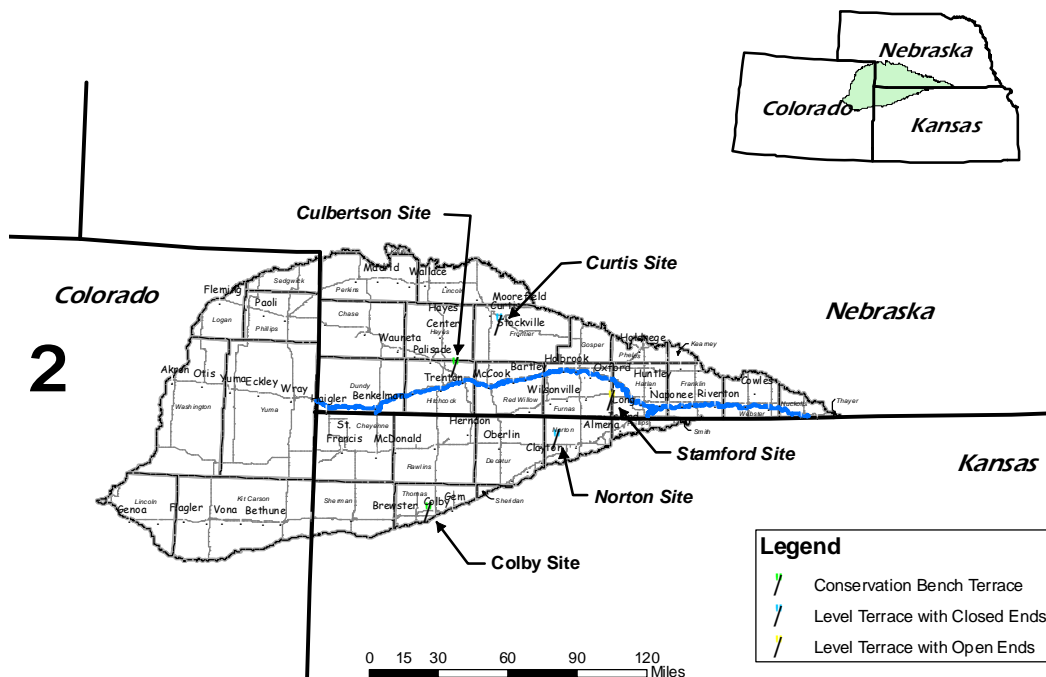 Nebraska
Colorado
Kansas
Culbertson Site
Curtis Site
Colorado
Nebraska
2
Madrid
Wallace
Sedgwick
Perkins
Lincoln
Fleming
Paoli
Logan
Phillips
Chase
Hayes
Center
Hayes
Moorefield
Curtis
Stockville
Frontier
Gosper
Holdrege
Phelps
Kearney
Wauneta
Palisade
Holbrook
Bartley
Oxford
Huntley
Akron
Otis
Yuma
Eckley
Wray
Haigler
Dundy
Benkelman
Trenton
Hitchcock
McCook
Red Willow
Wilsonville
Furnas
Long
Harlan
Franklin
Naponee
Riverton
Cowles
Webster
Nuckolls
Thayer
Washington
Yuma
St.
Francis
Cheyenne
McDonald
Herndon
Oberlin
Norton
Almena
Phillips
Smith
Stamford Site
Kansas
Rawlins
Decatur
Clayton
Norton Site
Lincoln
Genoa
Flagler
Vona
Kit Carson
Bethune
Sherman
Brewster
Thomas
Colby
Gem
Sheridan
Colby Site
Legend
Conservation Bench Terrace
Level Terrace with Closed Ends
Level Terrace with Open Ends
0 15 30 60 90 120
Miles